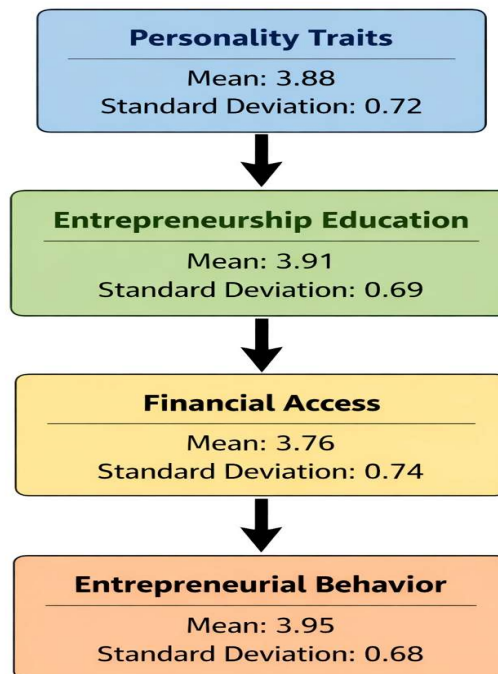 Personality Traits
Mean: 3.88
Standard Deviation: 0.72
Entrepreneurship Education
Mean: 3.91
Standard Deviation: 0.69
Financial Access
Mean: 3.76
Standard Deviation: 0.74
Entrepreneurial Behavior
Mean: 3.95
Standard Deviation: 0.68